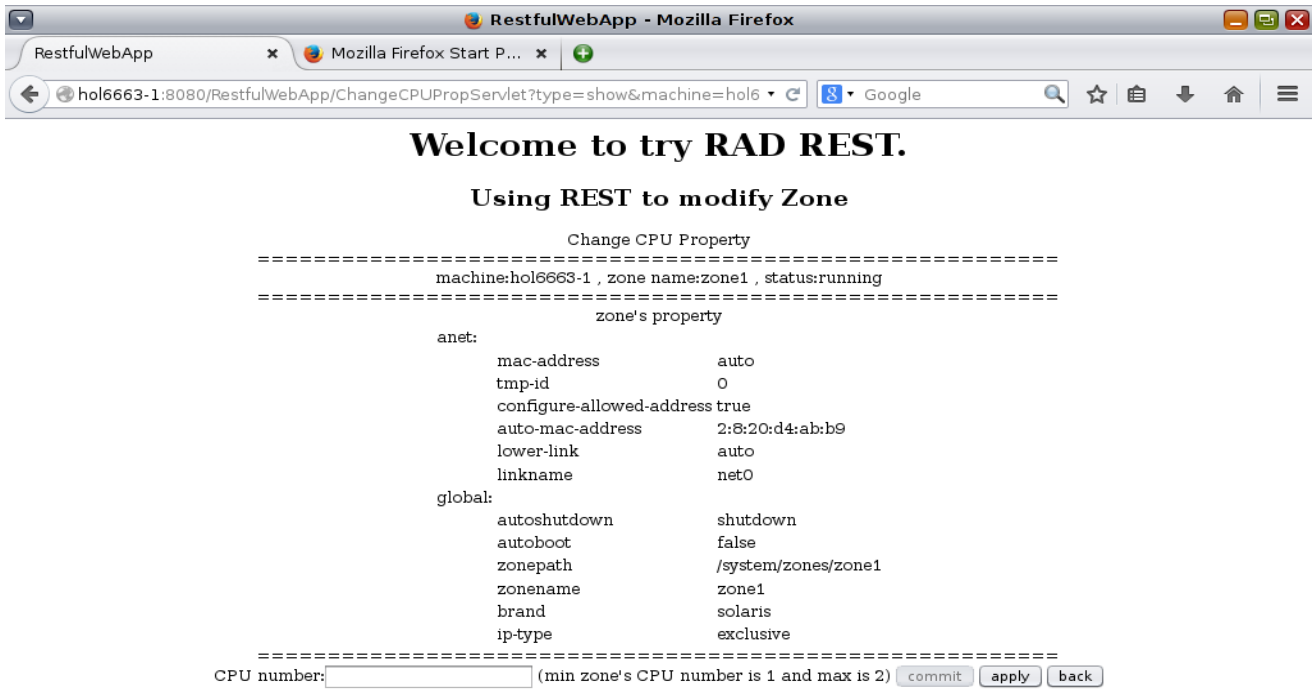 RestfulWebApp - Mozilla Firefox
RestfulWebApp Mozilla Firefox Start P...
hol6663-1:8080/RestfulWebApp/ChangeCPUPropServlet?type=show&machine=hol6 8 Google
Welcome to try RAD REST.
Using REST to modify Zone
Change CPU Property
=========================================================
machine:hol6663-1 , zone name:zone1 , status:running
=========================================================
zone's property
anet:
mac-address auto
tmp-id 0
configure-allowed-address true
auto-mac-address 2:8:20:d4:ab:b9
lower-link auto
linkname net0
global:
autoshutdown shutdown
autoboot false
zonepath /system/zones/zone1
zonename zone1
brand solaris
ip-type exclusive
=========================================================
CPU number: (min zone's CPU number is 1 and max is 2) commit apply back